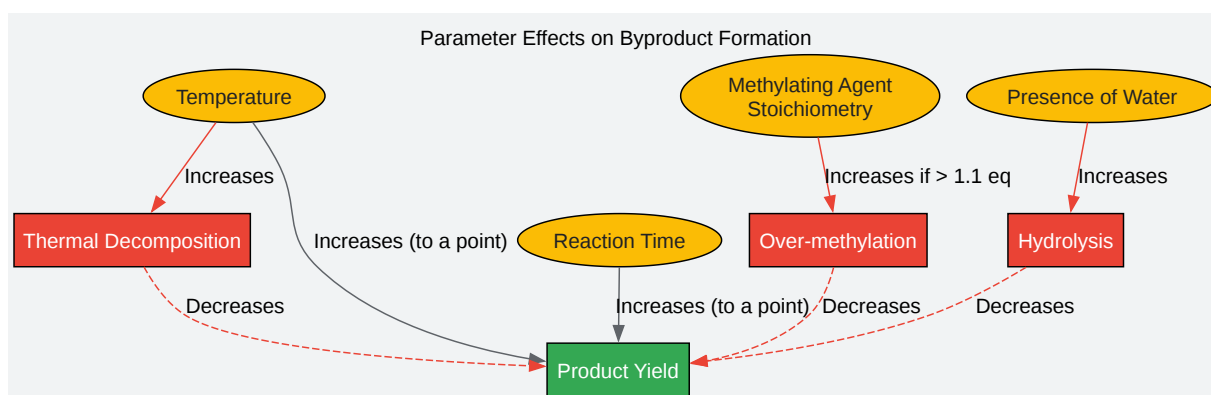 Parameter Effects on Byproduct Formation
Temperature
Methylating Agent
Stoichiometry
Presence of Water
Increases
Increases if > 1.1 eq
Increases
Thermal Decomposition
Increases (to a point)
Reaction Time
Over-methylation
Hydrolysis
Decreases
Increases (to a point)
Decreases
Decreases
Product Yield